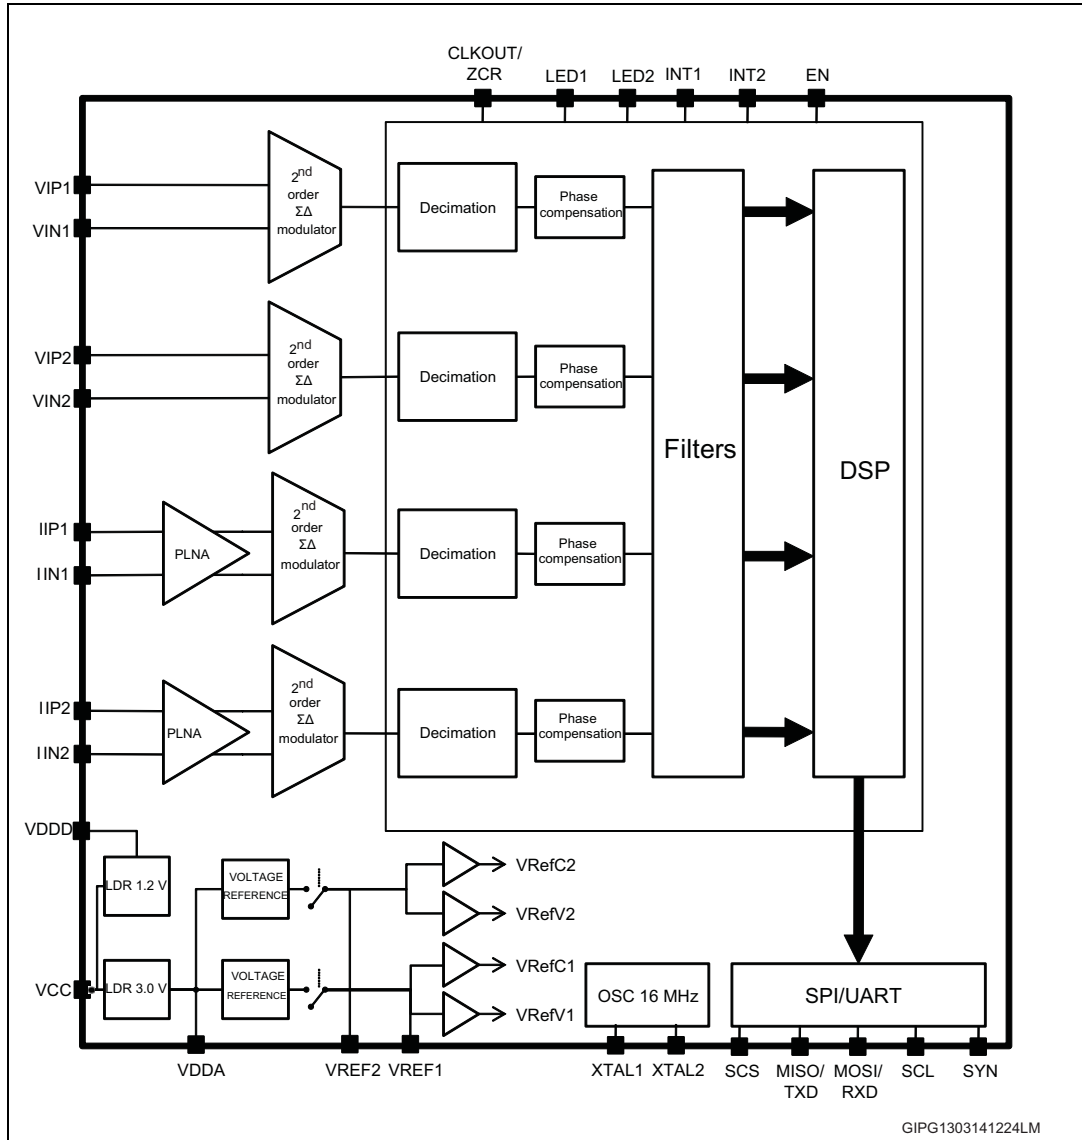 CLKOUT/
ZCR
LED1
LED2
INT1
INT2
EN
VIP1
VIN1
2nd
order
ΣΔ
modulator
Decimation
Phase
compensation
VIP2
VIN2
2nd
order
ΣΔ
modulator
Decimation
Phase
compensation
Filters
DSP
IIP1
IIN1
PLNA
2nd
order
ΣΔ
modulator
Decimation
Phase
compensation
IIP2
IIN2
PLNA
2nd
order
ΣΔ
modulator
Decimation
Phase
compensation
VDDD
LDR 1.2 V
VOLTAGE
REFERENCE
VRefC2
VRefV2
VCC
LDR 3.0 V
VOLTAGE
REFERENCE
VRefC1
VRefV1
OSC 16 MHz
SPI/UART
VDDA
VREF2
VREF1
XTAL1
XTAL2
SCS
MISO/
TXD
MOSI/
RXD
SCL
SYN
GIPG1303141224LM